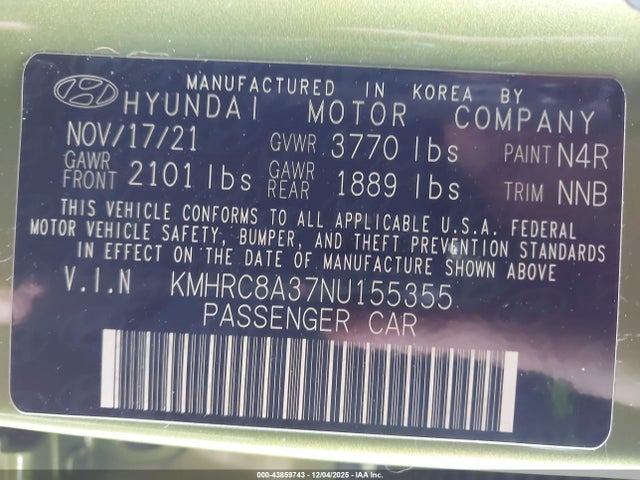 MANUFACTURED IN KOREA BY
HYUNDAI MOTOR COMPANY
NOV/17/21 GVWR 3770 lbs PAINT N4R
GAWR FRONT 2101 lbs GAWR REAR 1889 lbs TRIM NNB
THIS VEHICLE CONFORMS TO ALL APPLICABLE U.S.A. FEDERAL
MOTOR VEHICLE SAFETY, BUMPER, AND THEFT PREVENTION STANDARDS
IN EFFECT ON THE DATE OF MANUFACTURE SHOWN ABOVE.
V.I.N KMHRC8A37NU155355
PASSENGER CAR
000-43859743 - 12/04/2025 - IAA Inc.